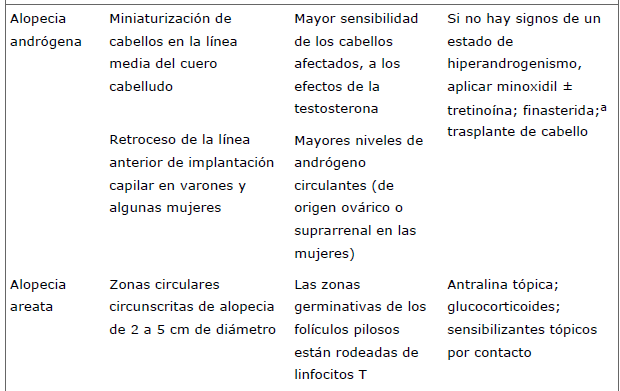 Alopecia
andrógena
Miniaturización de
cabellos en la línea
media del cuero
cabelludo
Retroceso de la línea
anterior de implantación
capilar en varones y
algunas mujeres
Mayor sensibilidad
de los cabellos
afectados, a los
efectos de la
testosterona
Mayores niveles de
andrógeno
circulantes (de
origen ovárico o
suprarrenal en las
mujeres)
Si no hay signos de un
estado de
hiperandrogenismo,
aplicar minoxidil ±
tretinoína; finasterida;ª
trasplante de cabello
Alopecia
areata
Zonas circulares
circunscritas de alopecia
de 2 a 5 cm de diámetro
Las zonas
germinativas de los
folículos pilosos
están rodeadas de
linfocitos T
Antralina tópica;
glucocorticoides;
sensibilizantes tópicos
por contacto